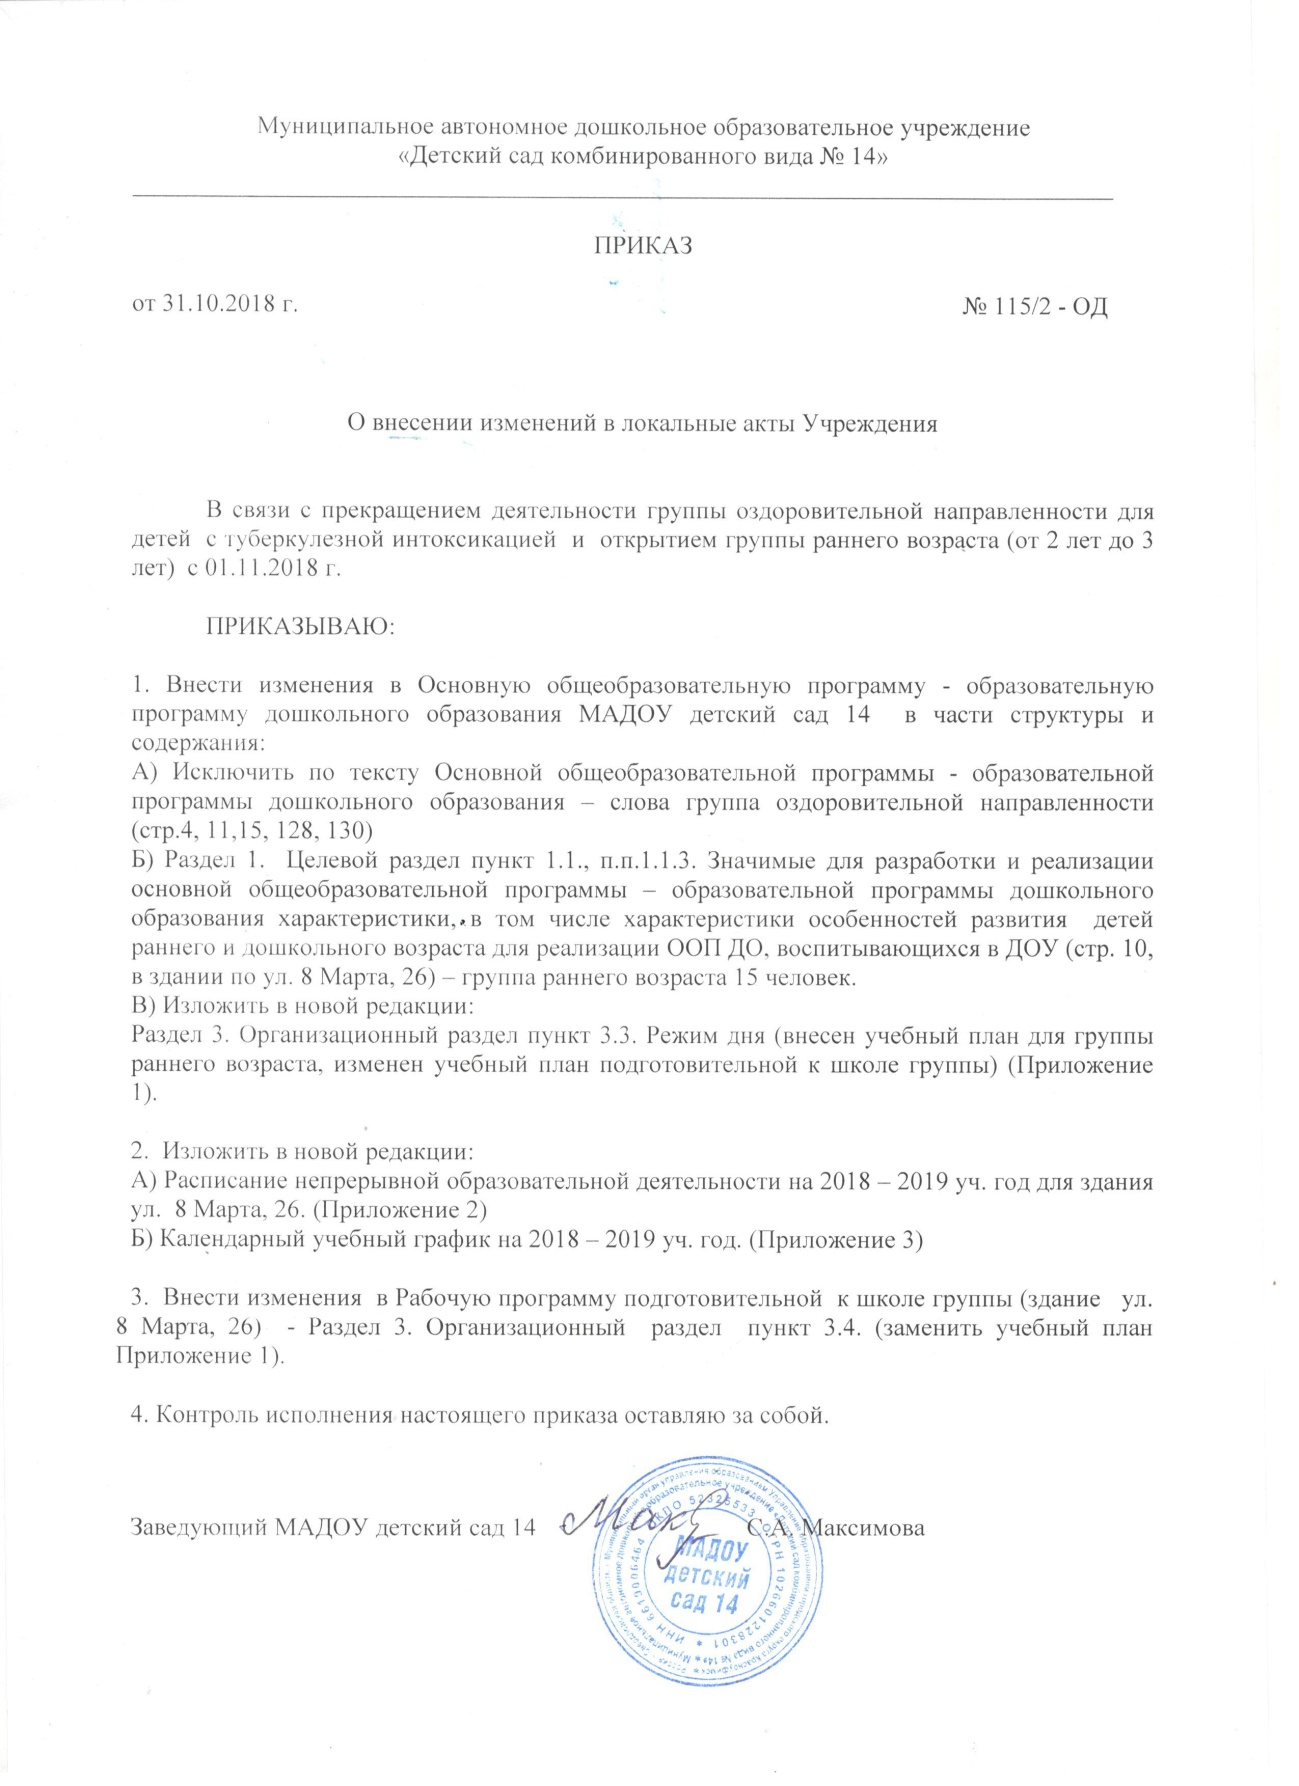 Муниципальное автономное дошкольное образовательное учреждение
«Детский сад комбинированного вида № 14»
ПРИКАЗ
от 31.10.2018 г. № 115/2 - ОД
О внесении изменений в локальные акты Учреждения
В связи с прекращением деятельности группы оздоровительной направленности для
детей с туберкулезной интоксикацией и открытием группы раннего возраста (от 2 лет до 3
лет) с 01.11.2018 г.
ПРИКАЗЫВАЮ:
1. Внести изменения в Основную общеобразовательную программу - образовательную
программу дошкольного образования МАДОУ детский сад 14 в части структуры и
содержания:
А) Исключить по тексту Основной общеобразовательной программы - образовательной
программы дошкольного образования – слова группа оздоровительной направленности
(стр.4, 11,15, 128, 130)
Б) Раздел 1. Целевой раздел пункт 1.1., п.п.1.1.3. Значимые для разработки и реализации
основной общеобразовательной программы – образовательной программы дошкольного
образования характеристики, в том числе характеристики особенностей развития детей
раннего и дошкольного возраста для реализации ООП ДО, воспитывающихся в ДОУ (стр. 10,
в здании по ул. 8 Марта, 26) – группа раннего возраста 15 человек.
В) Изложить в новой редакции:
Раздел 3. Организационный раздел пункт 3.3. Режим дня (внесен учебный план для группы
раннего возраста, изменен учебный план подготовительной к школе группы) (Приложение
1).
2. Изложить в новой редакции:
А) Расписание непрерывной образовательной деятельности на 2018 – 2019 уч. год для здания
ул. 8 Марта, 26. (Приложение 2)
Б) Календарный учебный график на 2018 – 2019 уч. год. (Приложение 3)
3. Внести изменения в Рабочую программу подготовительной к школе группы (здание ул.
8 Марта, 26) - Раздел 3. Организационный раздел пункт 3.4. (заменить учебный план
Приложение 1).
4. Контроль исполнения настоящего приказа оставляю за собой.
Заведующий МАДОУ детский сад 14 С.А. Максимова
МАДОУ
детский
сад 14
ОГРН 1026601228301 * ИНН 6619006464 * ОКПО 52326533